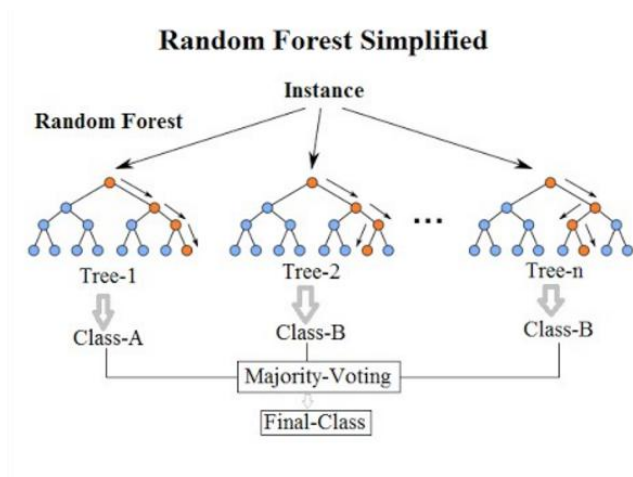 Random Forest Simplified
Instance
Random Forest
...
Tree-1 Tree-2 Tree-n
Class-A Class-B Class-B
Majority-Voting
Final-Class